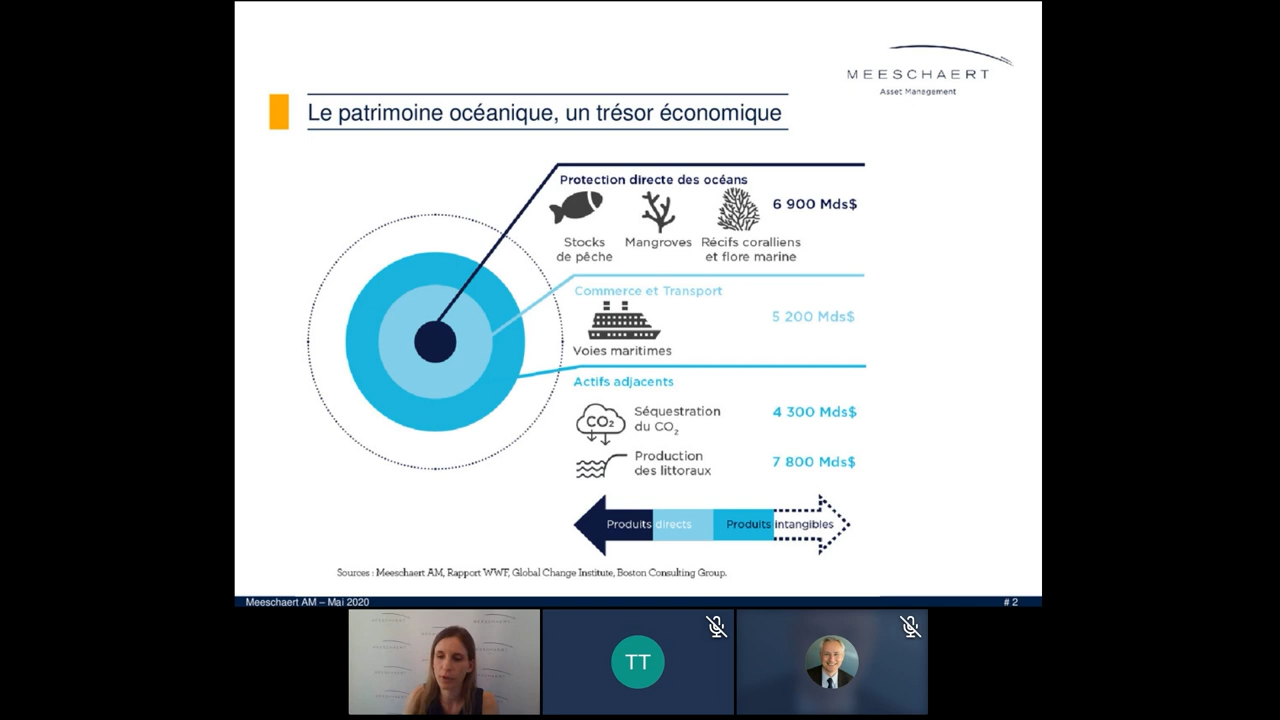 MEESCHAERT
Asset Management
Le patrimoine océanique, un trésor économique
Protection directe des océans
6 900 Mds$
Stocks
de pêche
Mangroves
Récifs coralliens
et flore marine
Commerce et Transport
5 200 Mds$
Voies maritimes
Actifs adjacents
CO₂
Séquestration
du CO₂
4 300 Mds$
Production
des littoraux
7 800 Mds$
Produits directs
Produits intangibles
Sources : Meeschaert AM, Rapport WWF, Global Change Institute, Boston Consulting Group.
Meeschaert AM – Mai 2020
# 2
MEESCHAERT
TT